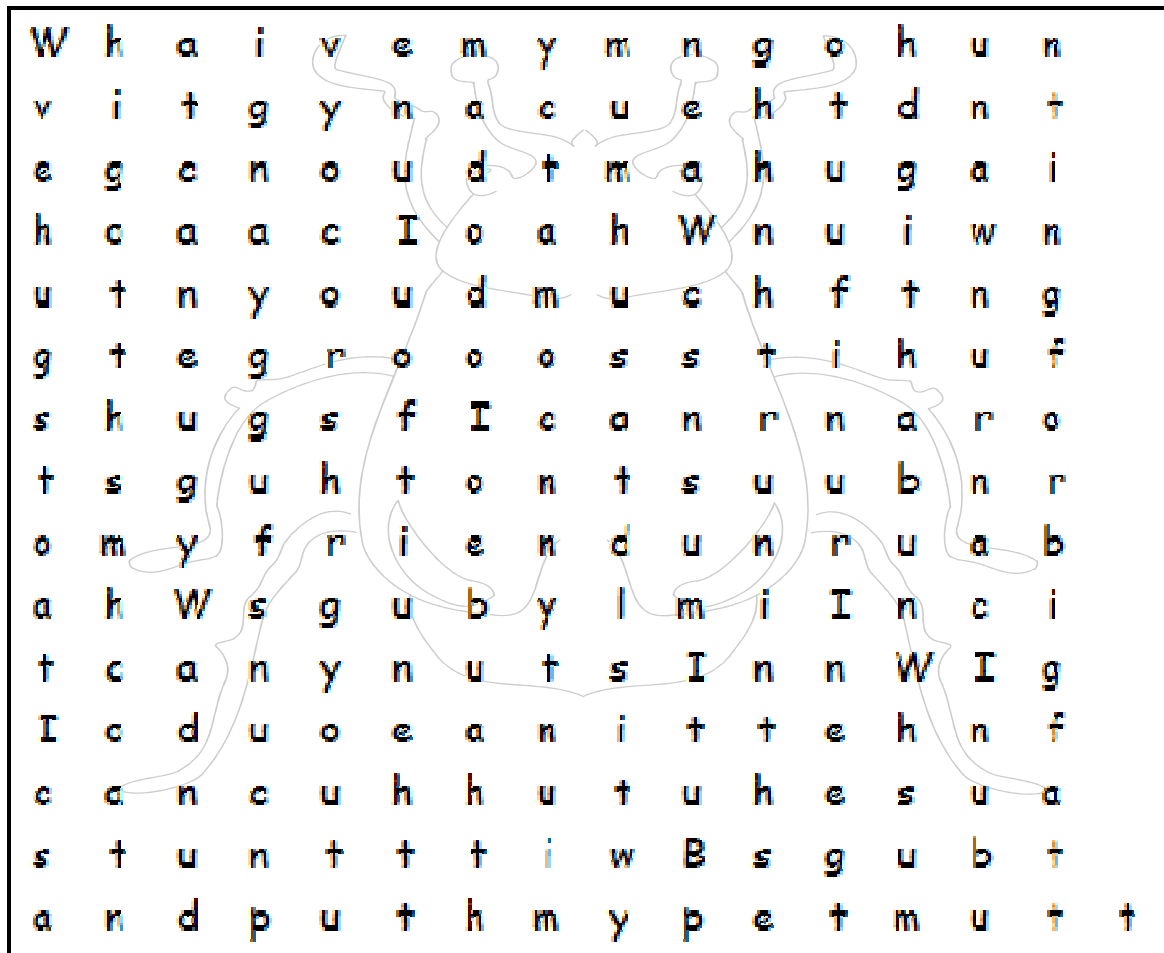 W h a i v e m y m n g o h u n
v i t g y n a c u e h t d n t
e g c n o u d t m a h u g a i
h c a a c I o a h W n u i w n
u t n y o u d m u c h f t n g
g t e g r o o o s s t i h u f
s h u g s f I c a n r n a r o
t s g u h t o n t s u u b n r
o m y f r i e n d u n r u a b
a h W s g u b y l m i I n c i
t c a n y n u t s I n n W I g
I c d u o e a n i t t e h n f
c a n c u h h u t u h e s u a
s t u n t t t i w B s g u b t
a n d p u t h m y p e t m u t t